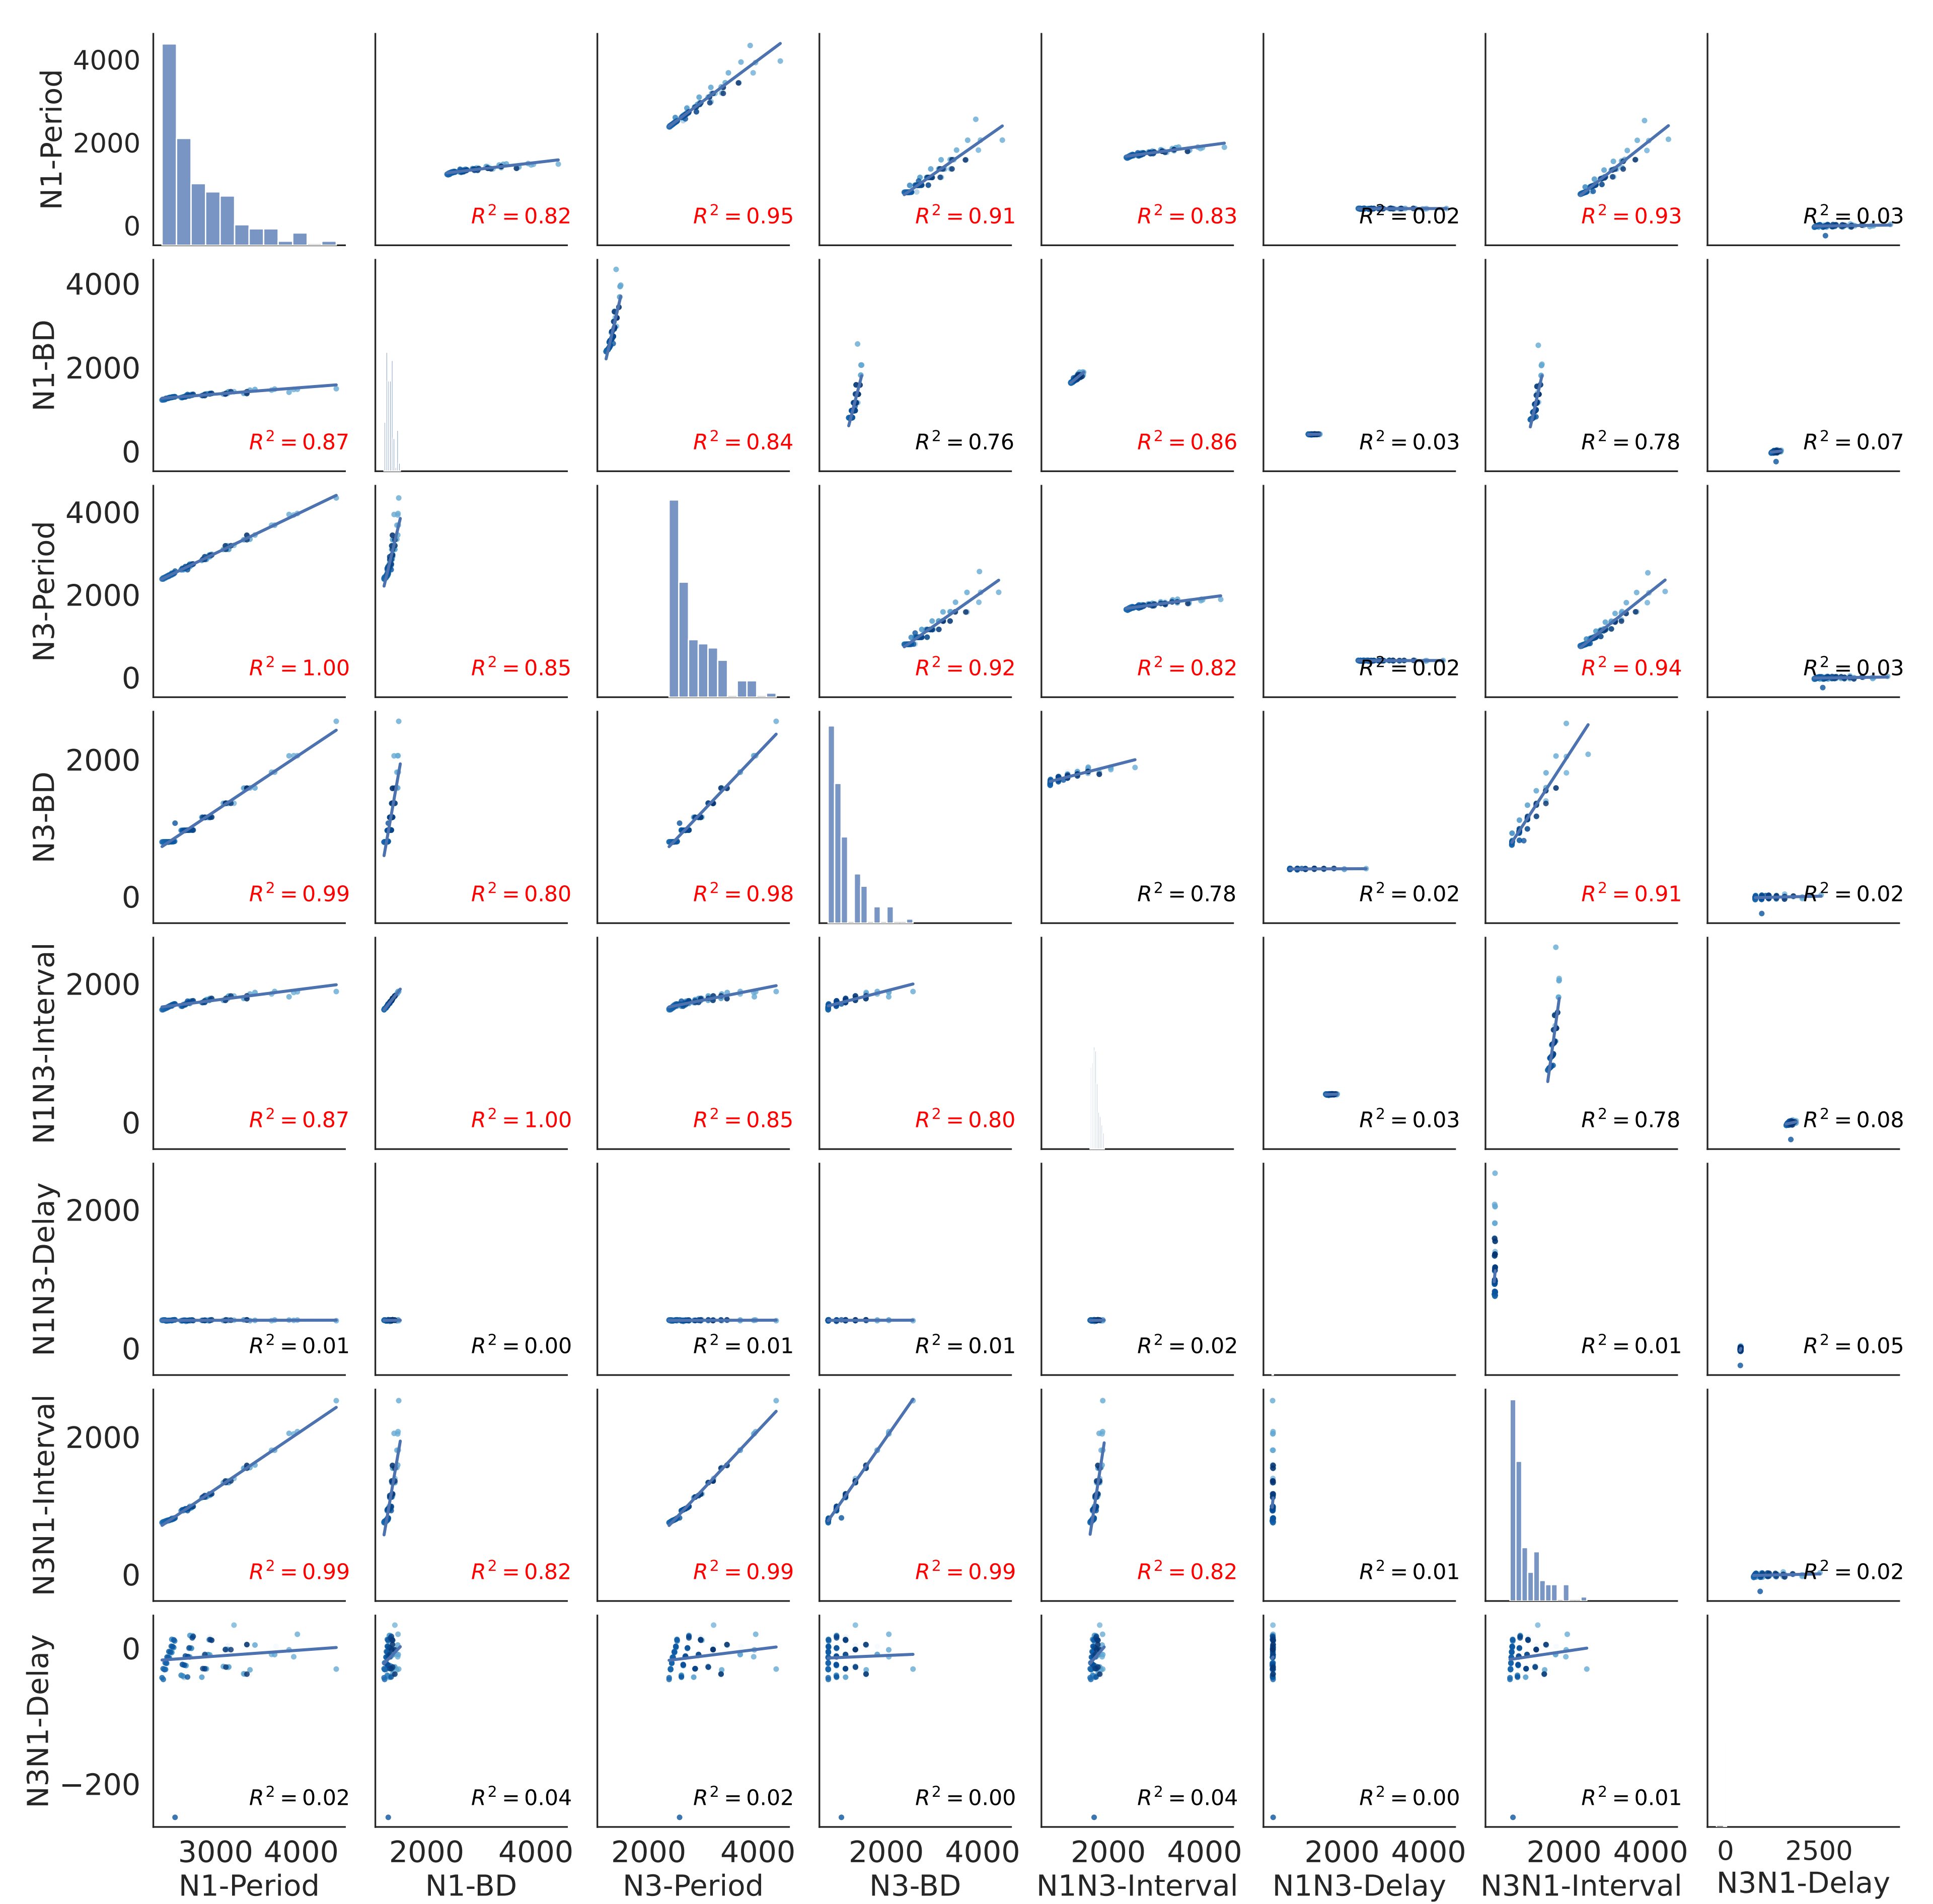 N1-Period
4000
2000
0
R² = 0.82
R² = 0.95
R² = 0.91
R² = 0.83
R² = 0.02
R² = 0.93
R² = 0.03
N1-BD
4000
2000
0
R² = 0.87
R² = 0.84
R² = 0.76
R² = 0.86
R² = 0.03
R² = 0.78
R² = 0.07
N3-Period
4000
2000
0
R² = 1.00
R² = 0.85
R² = 0.92
R² = 0.82
R² = 0.02
R² = 0.94
R² = 0.03
N3-BD
2000
0
R² = 0.99
R² = 0.80
R² = 0.98
R² = 0.78
R² = 0.02
R² = 0.91
R² = 0.02
N1N3-Interval
2000
0
R² = 0.87
R² = 1.00
R² = 0.85
R² = 0.80
R² = 0.03
R² = 0.78
R² = 0.08
N1N3-Delay
2000
0
R² = 0.01
R² = 0.00
R² = 0.01
R² = 0.01
R² = 0.02
R² = 0.01
R² = 0.05
N3N1-Interval
2000
0
R² = 0.99
R² = 0.82
R² = 0.99
R² = 0.99
R² = 0.82
R² = 0.01
R² = 0.02
N3N1-Delay
0
−200
R² = 0.02
R² = 0.04
R² = 0.02
R² = 0.00
R² = 0.04
R² = 0.00
R² = 0.01
3000 4000
2000 4000
2000 4000
2000 4000
2000 4000
2000 4000
2000 4000
0 2500
N1-Period
N1-BD
N3-Period
N3-BD
N1N3-Interval
N1N3-Delay
N3N1-Interval
N3N1-Delay